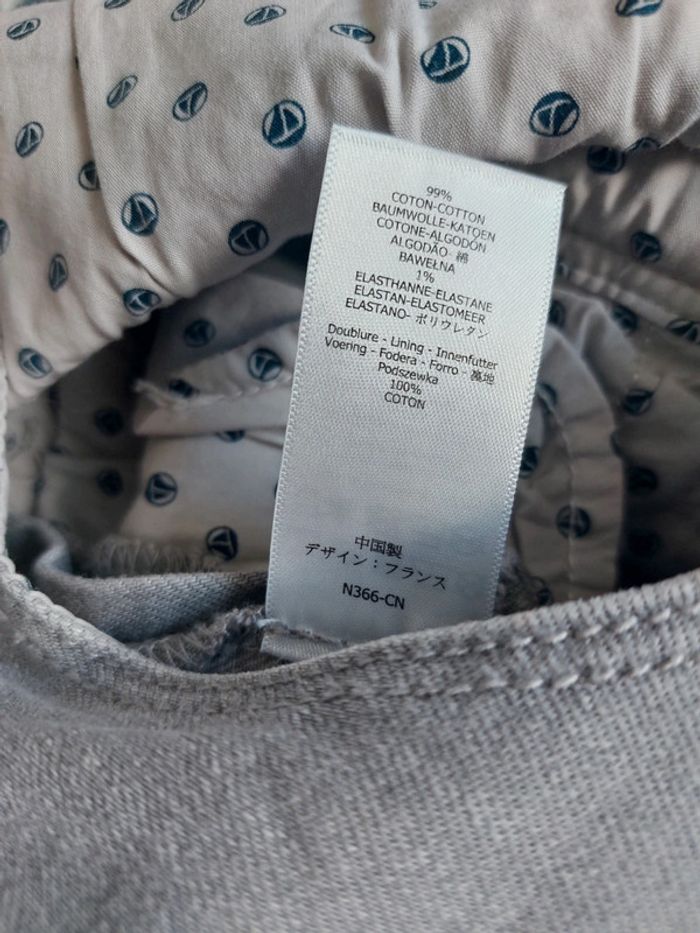 99%
COTON-COTTON
BAUMWOLLE-KATOEN
COTONE-ALGODÓN
ALGODÃO- 綿
BAWEŁNA
1%
ELASTHANNE-ELASTANE
ELASTAN-ELASTOMEER
ELASTANO- ポリウレタン
Doublure - Lining - Innenfutter
Voering - Fodera - Forro - 裏地
Podszewka
100%
COTON
中国製
デザイン：フランス
N366-CN